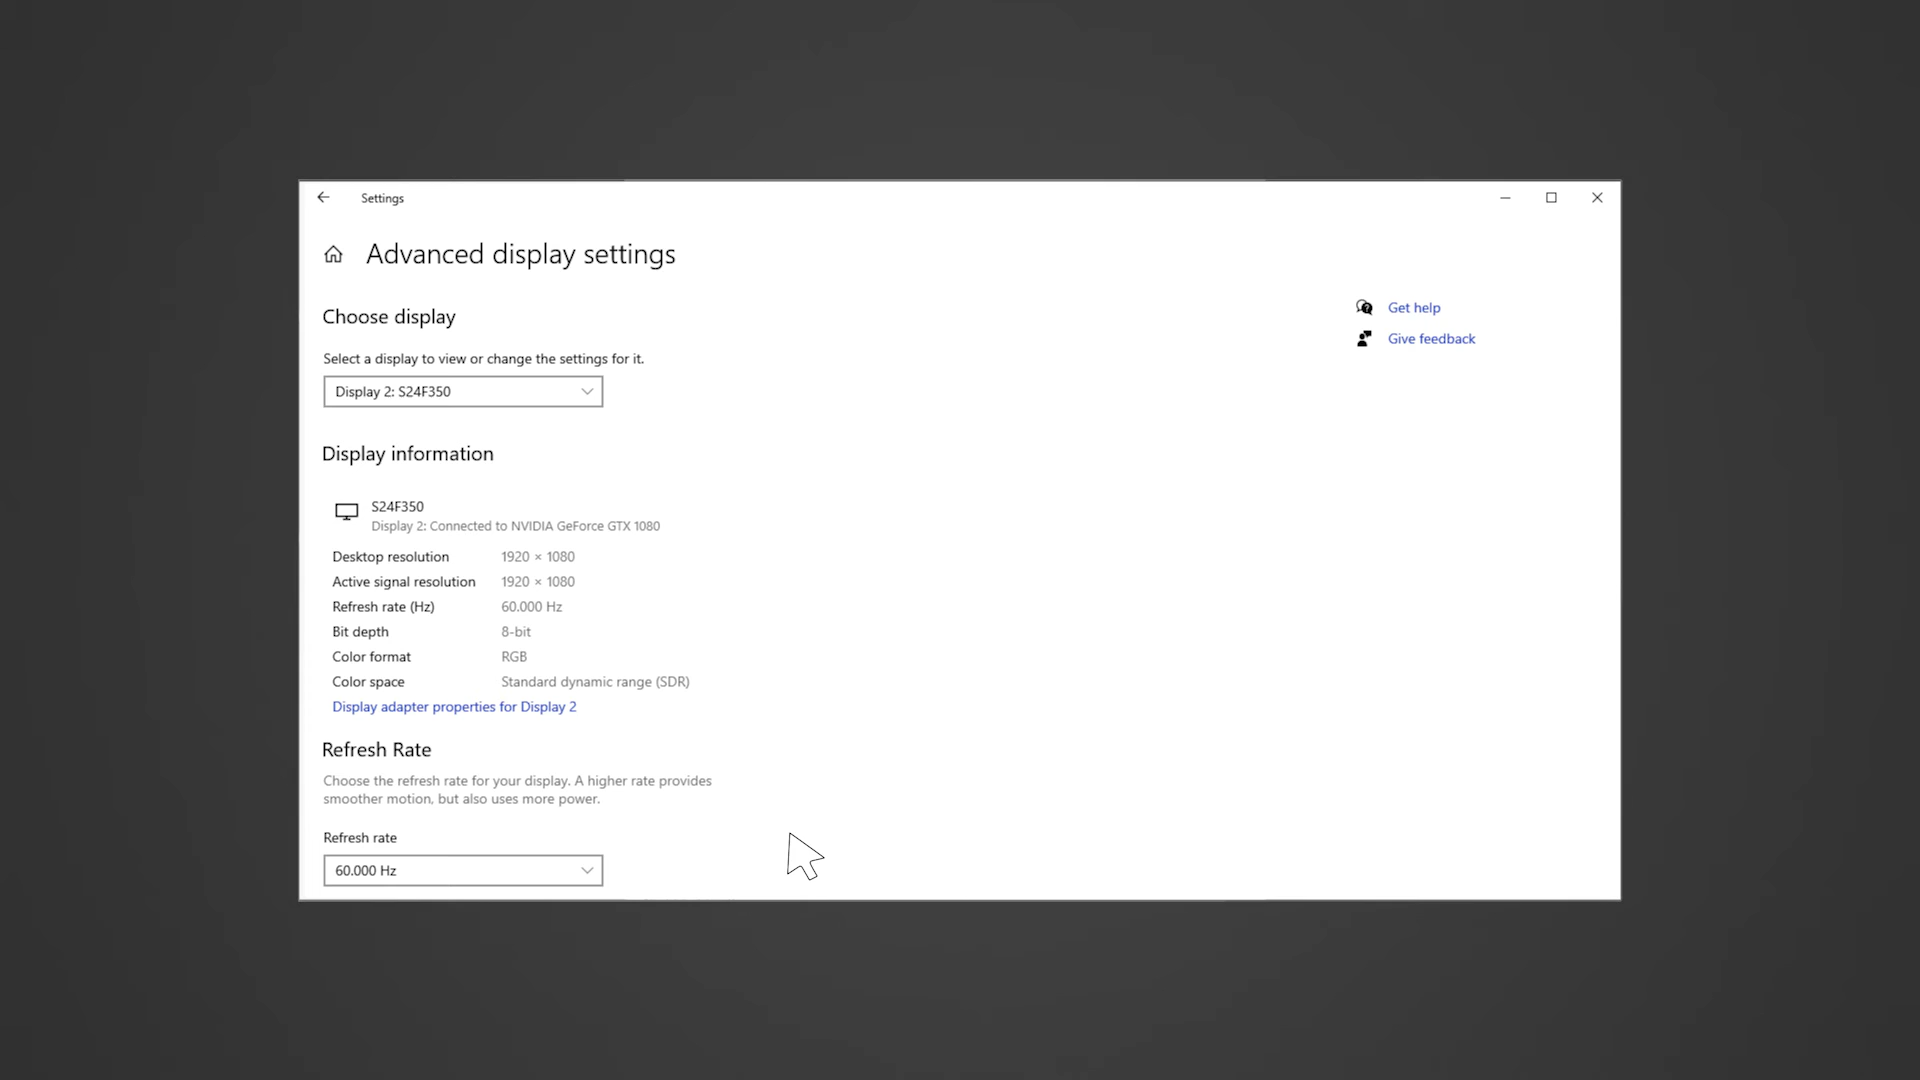 Settings
Advanced display settings
Choose display
Select a display to view or change the settings for it.
Display 2: S24F350
Get help
Give feedback
Display information
S24F350
Display 2: Connected to NVIDIA GeForce GTX 1080
Desktop resolution 1920 × 1080
Active signal resolution 1920 × 1080
Refresh rate (Hz) 60.000 Hz
Bit depth 8-bit
Color format RGB
Color space Standard dynamic range (SDR)
Display adapter properties for Display 2
Refresh Rate
Choose the refresh rate for your display. A higher rate provides
smoother motion, but also uses more power.
Refresh rate
60.000 Hz